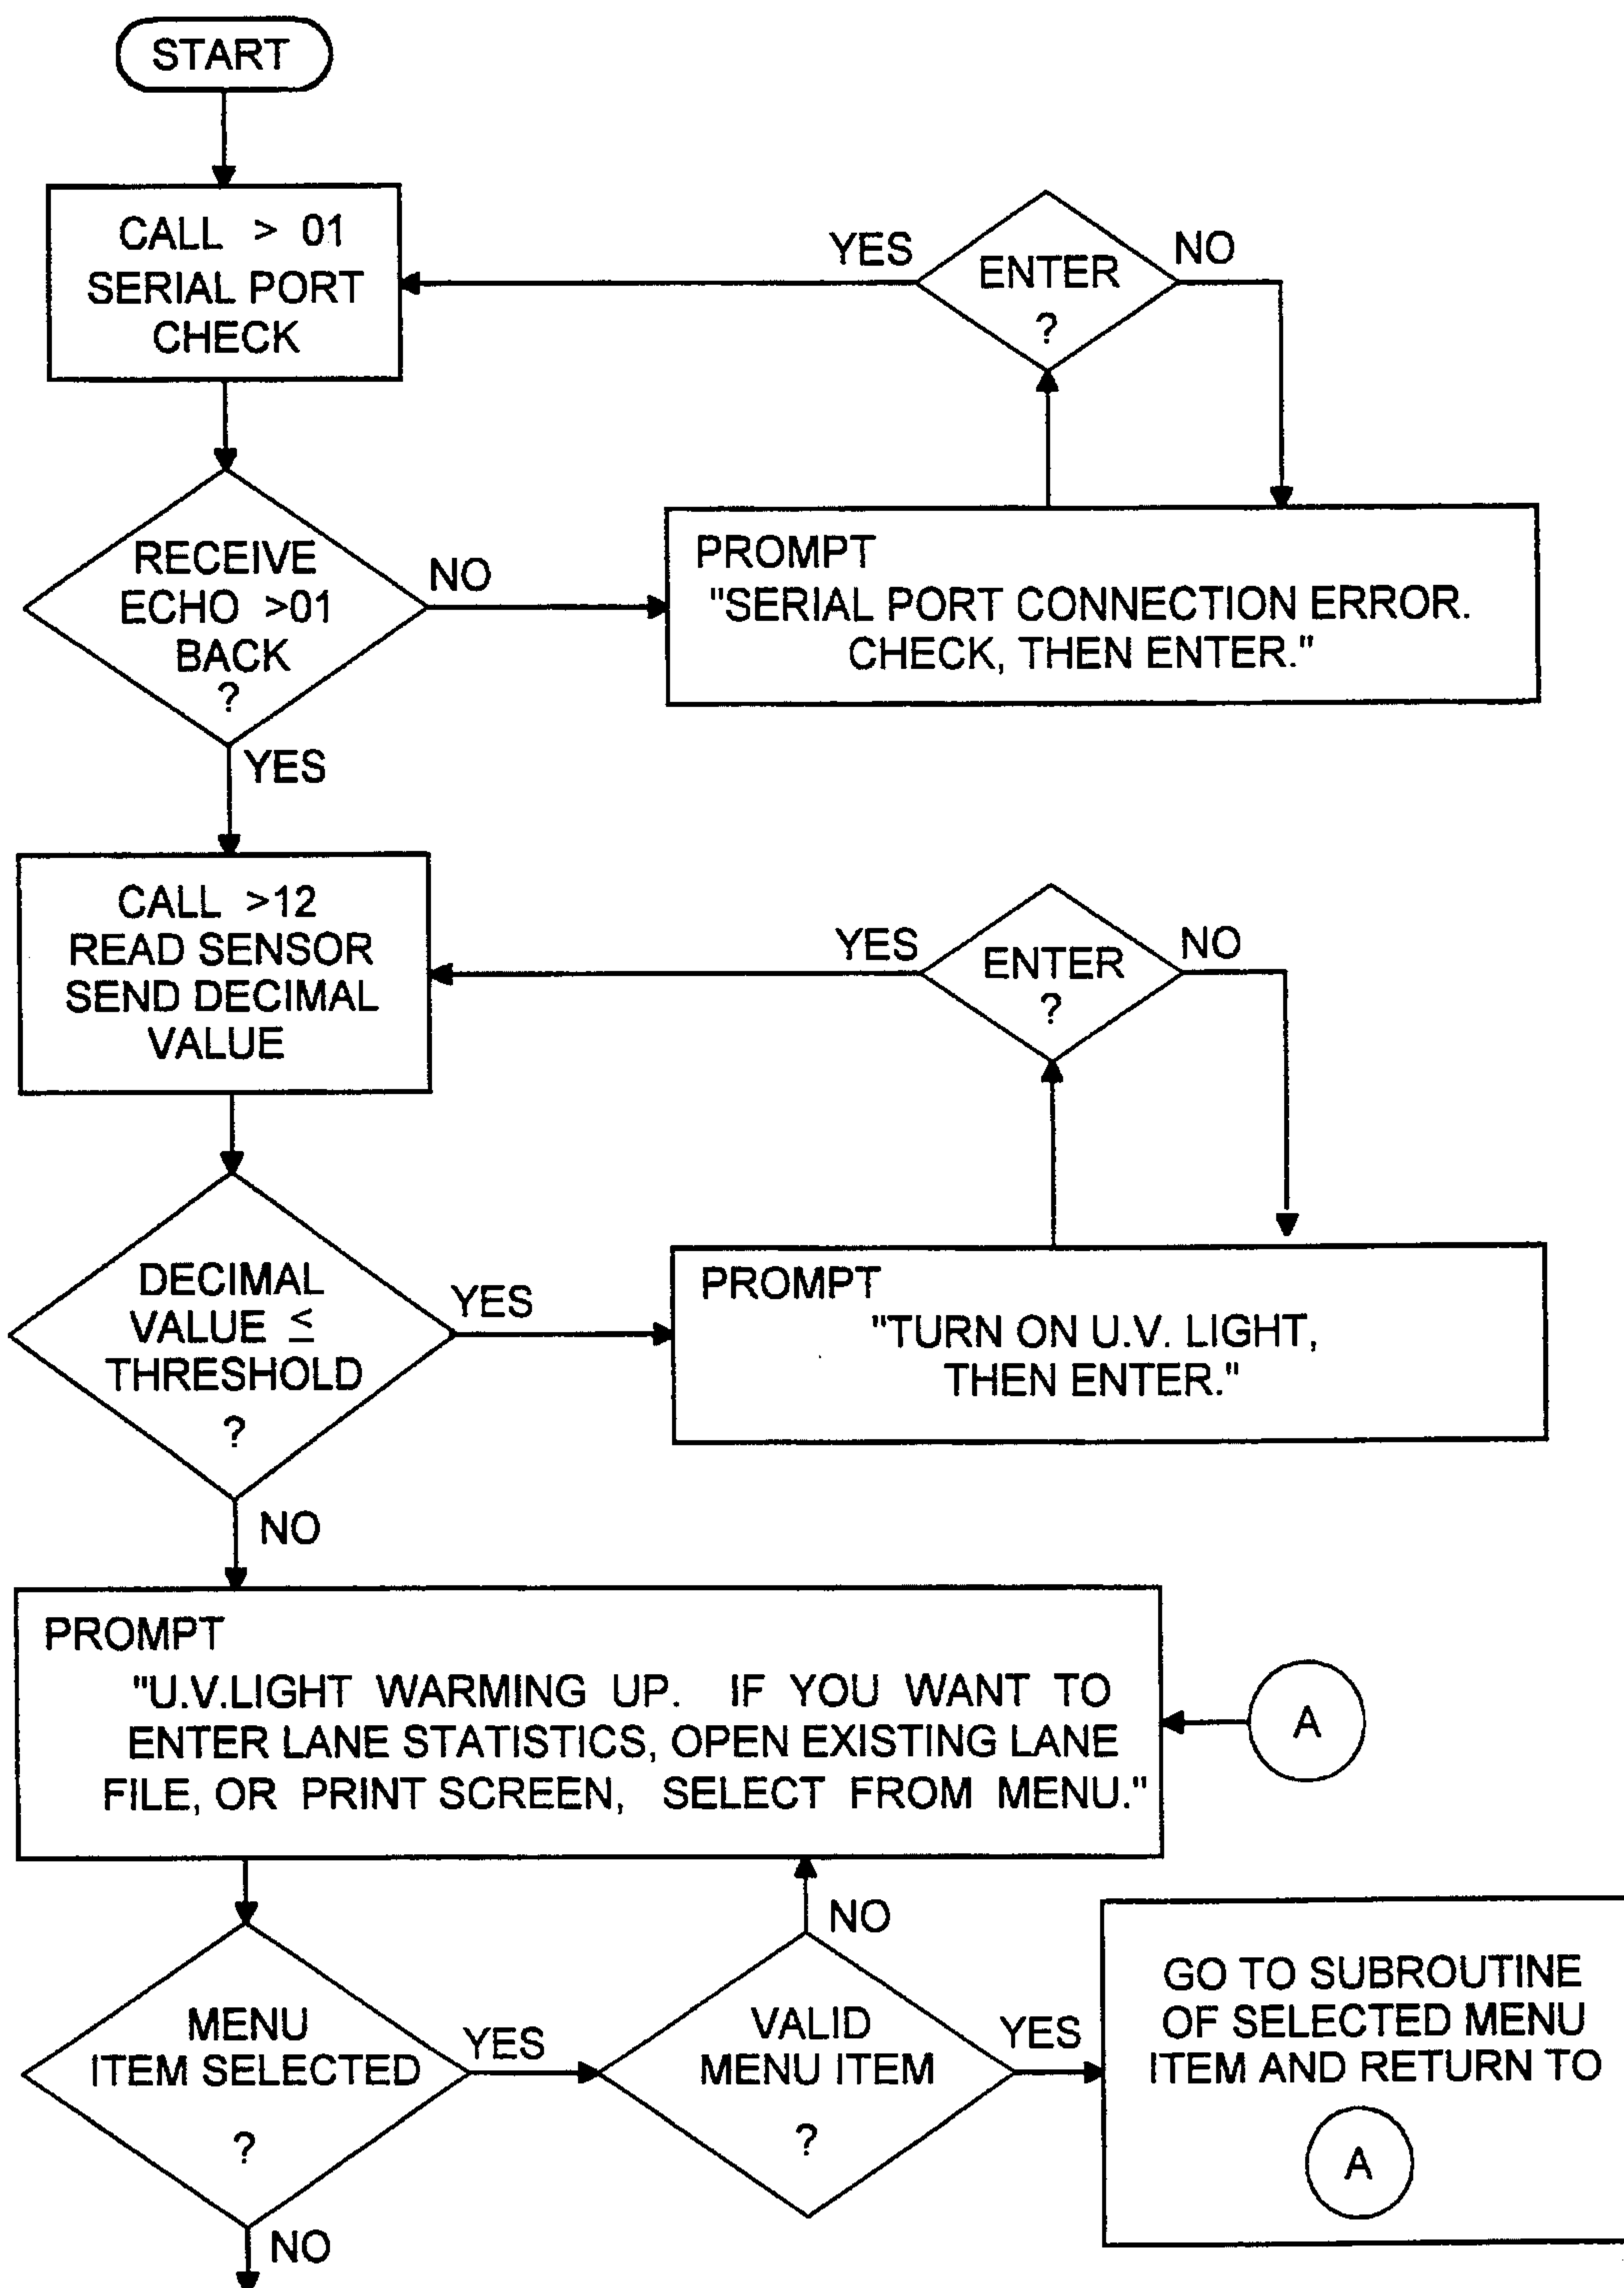 START
CALL > 01
SERIAL PORT
CHECK
YES
ENTER
?
NO
RECEIVE
ECHO >01
BACK
?
NO
PROMPT
"SERIAL PORT CONNECTION ERROR.
CHECK, THEN ENTER."
YES
CALL >12
READ SENSOR
SEND DECIMAL
VALUE
YES
ENTER
?
NO
DECIMAL
VALUE ≤
THRESHOLD
?
YES
PROMPT
"TURN ON U.V. LIGHT,
THEN ENTER."
NO
PROMPT
"U.V.LIGHT WARMING UP. IF YOU WANT TO
ENTER LANE STATISTICS, OPEN EXISTING LANE
FILE, OR PRINT SCREEN, SELECT FROM MENU."
A
MENU
ITEM SELECTED
?
YES
NO
VALID
MENU ITEM
?
YES
GO TO SUBROUTINE
OF SELECTED MENU
ITEM AND RETURN TO
A
NO